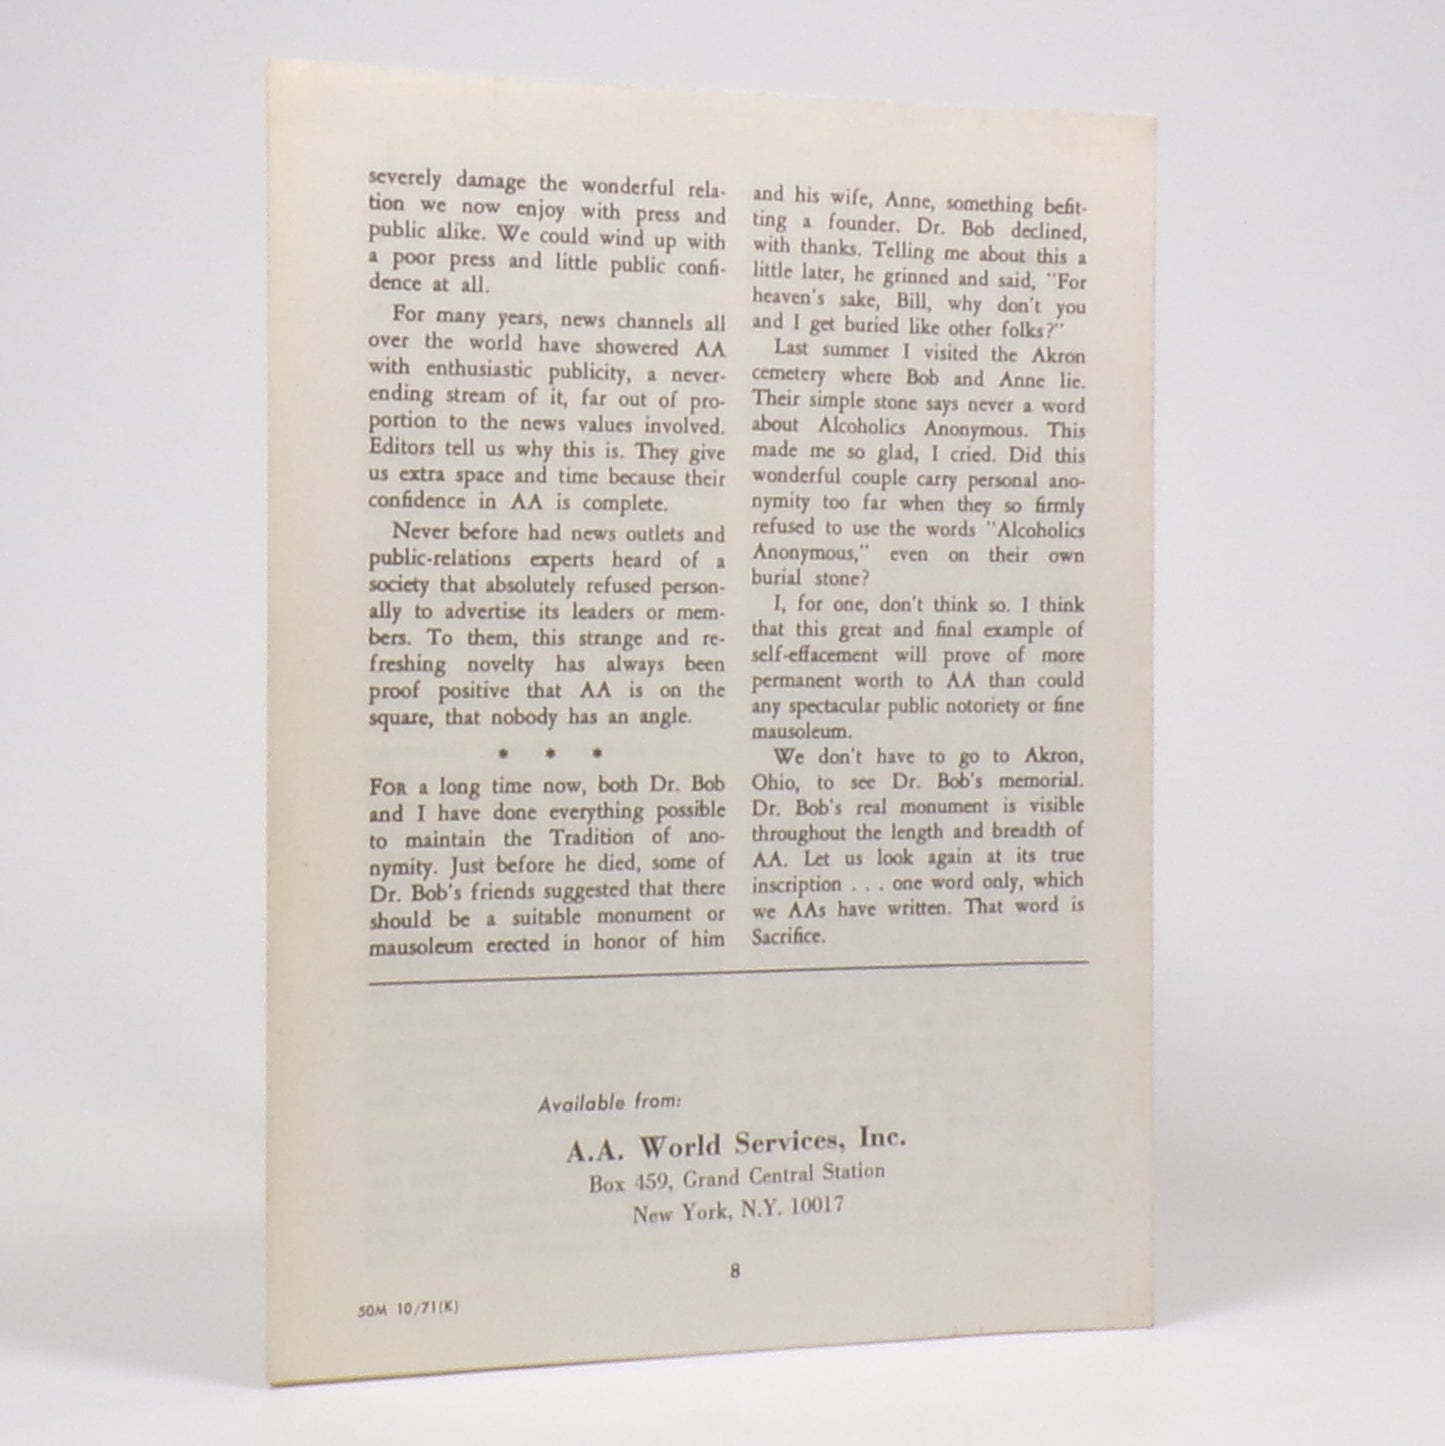 severely damage the wonderful rela-
tion we now enjoy with press and
public alike. We could wind up with
a poor press and little public confi-
dence at all.
For many years, news channels all
over the world have showered AA
with enthusiastic publicity, a never-
ending stream of it, far out of pro-
portion to the news values involved.
Editors tell us why this is. They give
us extra space and time because their
confidence in AA is complete.
Never before had news outlets and
public-relations experts heard of a
society that absolutely refused person-
ally to advertise its leaders or mem-
bers. To them, this strange and re-
freshing novelty has always been
proof positive that AA is on the
square, that nobody has an angle.
* * *
FOR a long time now, both Dr. Bob
and I have done everything possible
to maintain the Tradition of ano-
nymity. Just before he died, some of
Dr. Bob's friends suggested that there
should be a suitable monument or
mausoleum erected in honor of him
and his wife, Anne, something befit-
ting a founder. Dr. Bob declined,
with thanks. Telling me about this a
little later, he grinned and said, "For
heaven's sake, Bill, why don't you
and I get buried like other folks?"
Last summer I visited the Akron
cemetery where Bob and Anne lie.
Their simple stone says never a word
about Alcoholics Anonymous. This
made me so glad, I cried. Did this
wonderful couple carry personal ano-
nymity too far when they so firmly
refused to use the words "Alcoholics
Anonymous," even on their own
burial stone?
I, for one, don't think so. I think
that this great and final example of
self-effacement will prove of more
permanent worth to AA than could
any spectacular public notoriety or fine
mausoleum.
We don't have to go to Akron,
Ohio, to see Dr. Bob's memorial.
Dr. Bob's real monument is visible
throughout the length and breadth of
AA. Let us look again at its true
inscription . . . one word only, which
we AAs have written. That word is
Sacrifice.
Available from:
A.A. World Services, Inc.
Box 459, Grand Central Station
New York, N.Y. 10017
8
50M 10/71(K)